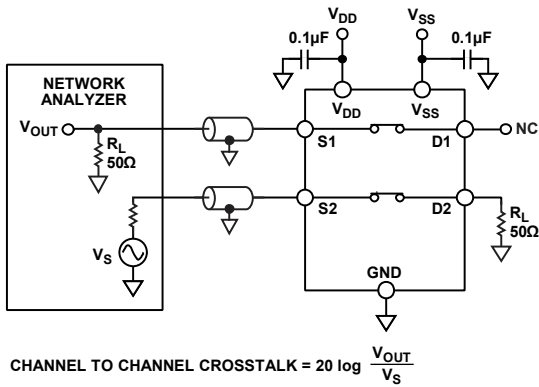 V_DD V_SS
0.1µF 0.1µF
NETWORK
ANALYZER
V_DD V_SS
V_OUT
R_L
50Ω
S1 D1 NC
S2 D2
R_L
50Ω
V_S
GND
CHANNEL TO CHANNEL CROSSTALK = 20 log V_OUT / V_S